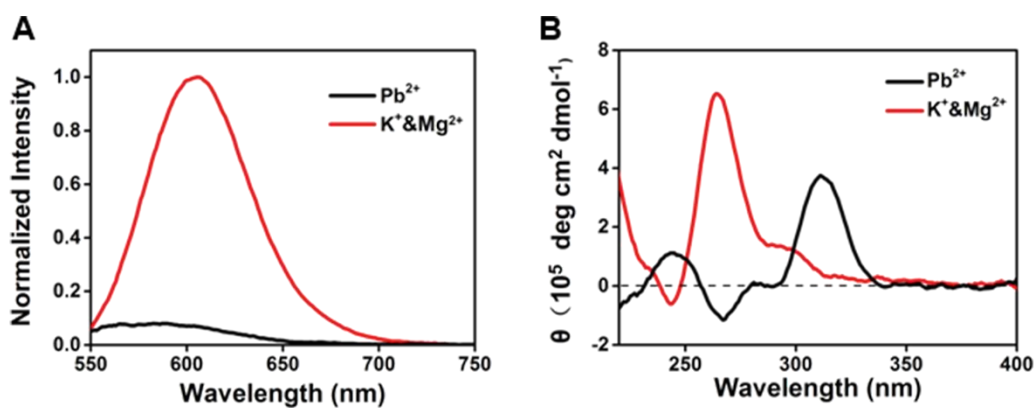 A
Normalized Intensity
1.0
0.8
0.6
0.4
0.2
0.0
Pb²⁺
K⁺&Mg²⁺
550 600 650 700 750
Wavelength (nm)
B
θ (10⁵ deg cm² dmol⁻¹)
8
6
4
2
0
-2
Pb²⁺
K⁺&Mg²⁺
250 300 350 400
Wavelength (nm)